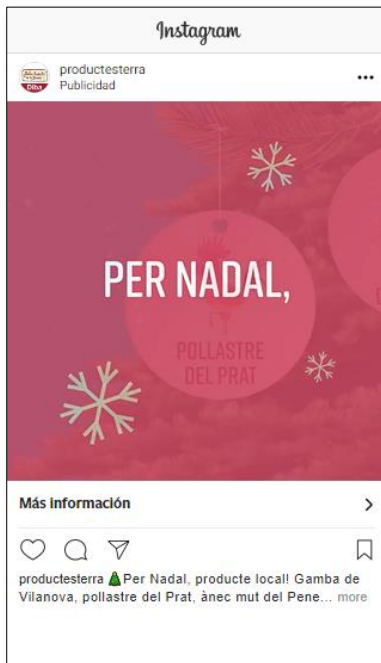 Instagram
productesterra
Diba
Publicidad
PER NADAL,
POLLASTRE
DEL PRAT
Más información
productesterra 🎄Per Nadal, producte local! Gamba de
Vilanova, pollastre del Prat, ànec mut del Pene... more